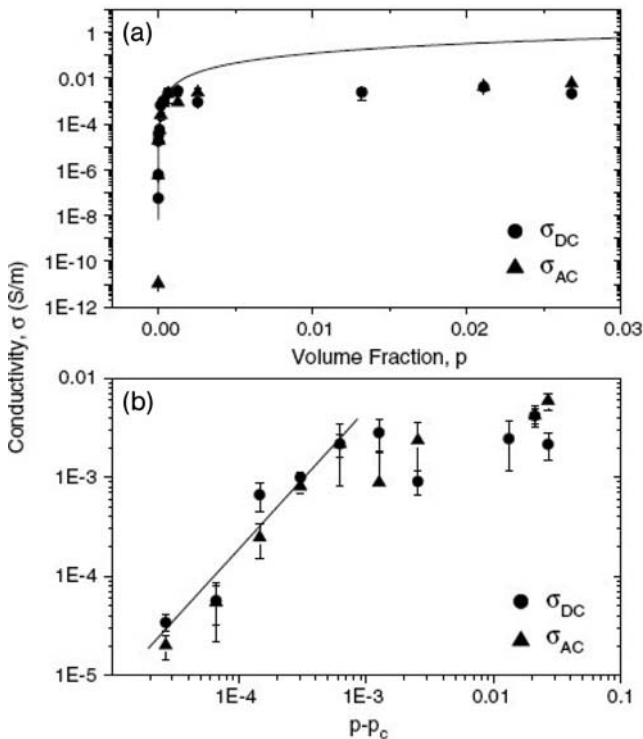 (a)
1
0.01
1E-4
1E-6
1E-8
1E-10
1E-12
σDC
σAC
0.00
0.01
0.02
0.03
Volume Fraction, p
Conductivity, σ (S/m)
(b)
0.01
1E-3
1E-4
1E-5
σDC
σAC
1E-4
1E-3
0.01
0.1
p-pc